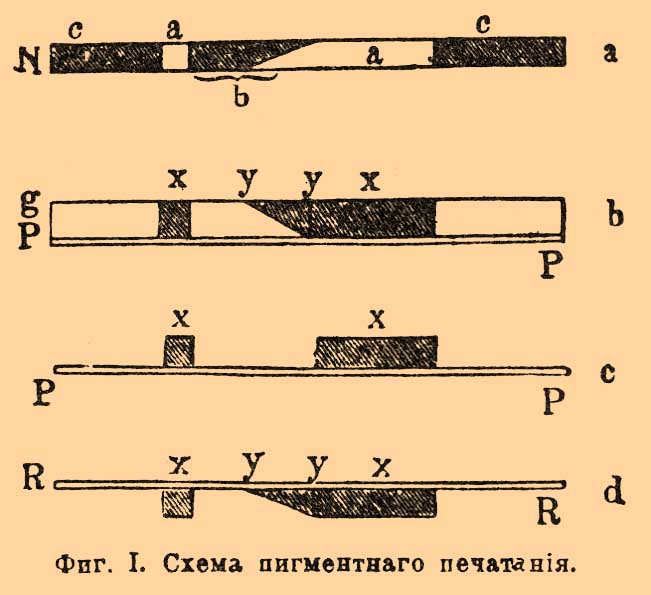 c a c
N a a
b
x y y x
g b
P P
x x
c
P P
R x y y x
d
R
Фиг. I. Схема пигментнаго печатанія.